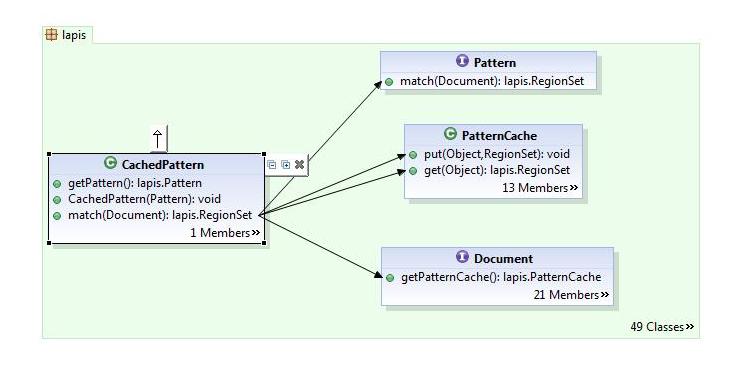 lapis
Pattern
match(Document): lapis.RegionSet
PatternCache
put(Object,RegionSet): void
get(Object): lapis.RegionSet
13 Members»
CachedPattern
getPattern(): lapis.Pattern
CachedPattern(Pattern): void
match(Document): lapis.RegionSet
1 Members»
Document
getPatternCache(): lapis.PatternCache
21 Members»
49 Classes»